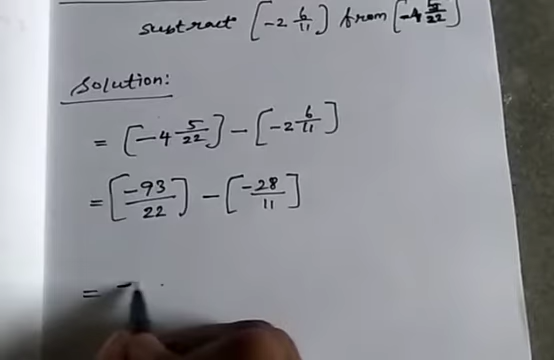 subtract [-2 6/11] from [-4 5/22]
Solution:
= [-4 5/22] - [-2 6/11]
= [-93/22] - [-28/11]
= -